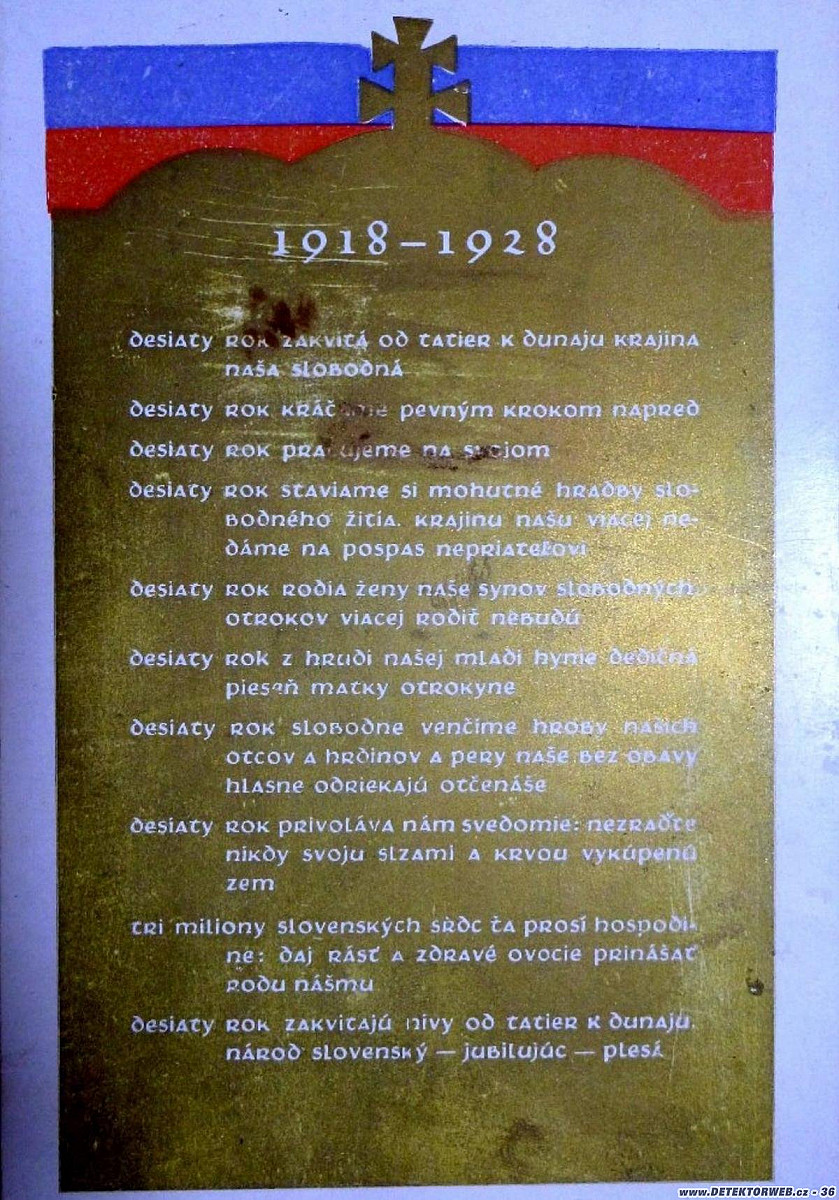 1918–1928
desiaty rok zakvitá od tatier k dunaju krajina
naša slobodná
desiaty rok kráčame pevným krokom napred
desiaty rok pracujeme na svojom
desiaty rok staviame si mohutné hradby slo-
bodného žitia. krajinu našu viacej ne-
dáme na pospas nepriateľovi
desiaty rok rodia ženy naše synov slobodných.
otrokov viacej rodiť nebudú
desiaty rok z hrudi našej mladi hynie dedičná
pieseň matky otrokyne
desiaty rok slobodne venčíme hroby našich
otcov a hrdinov a pery naše bez obavy
hlasne odriekajú otčenáše
desiaty rok privoláva nám svedomie: nezraďte
nikdy svoju slzami a krvou vykúpenú
zem
tri miliony slovenských sŕdc ťa prosí hospodi-
ne: daj rásť a zdravé ovocie prinášať
rodu nášmu
desiaty rok zakvitajú nivy od tatier k dunaju.
národ slovenský — jubilujúc — plesá
www.DETEKTORWEB.cz - 36